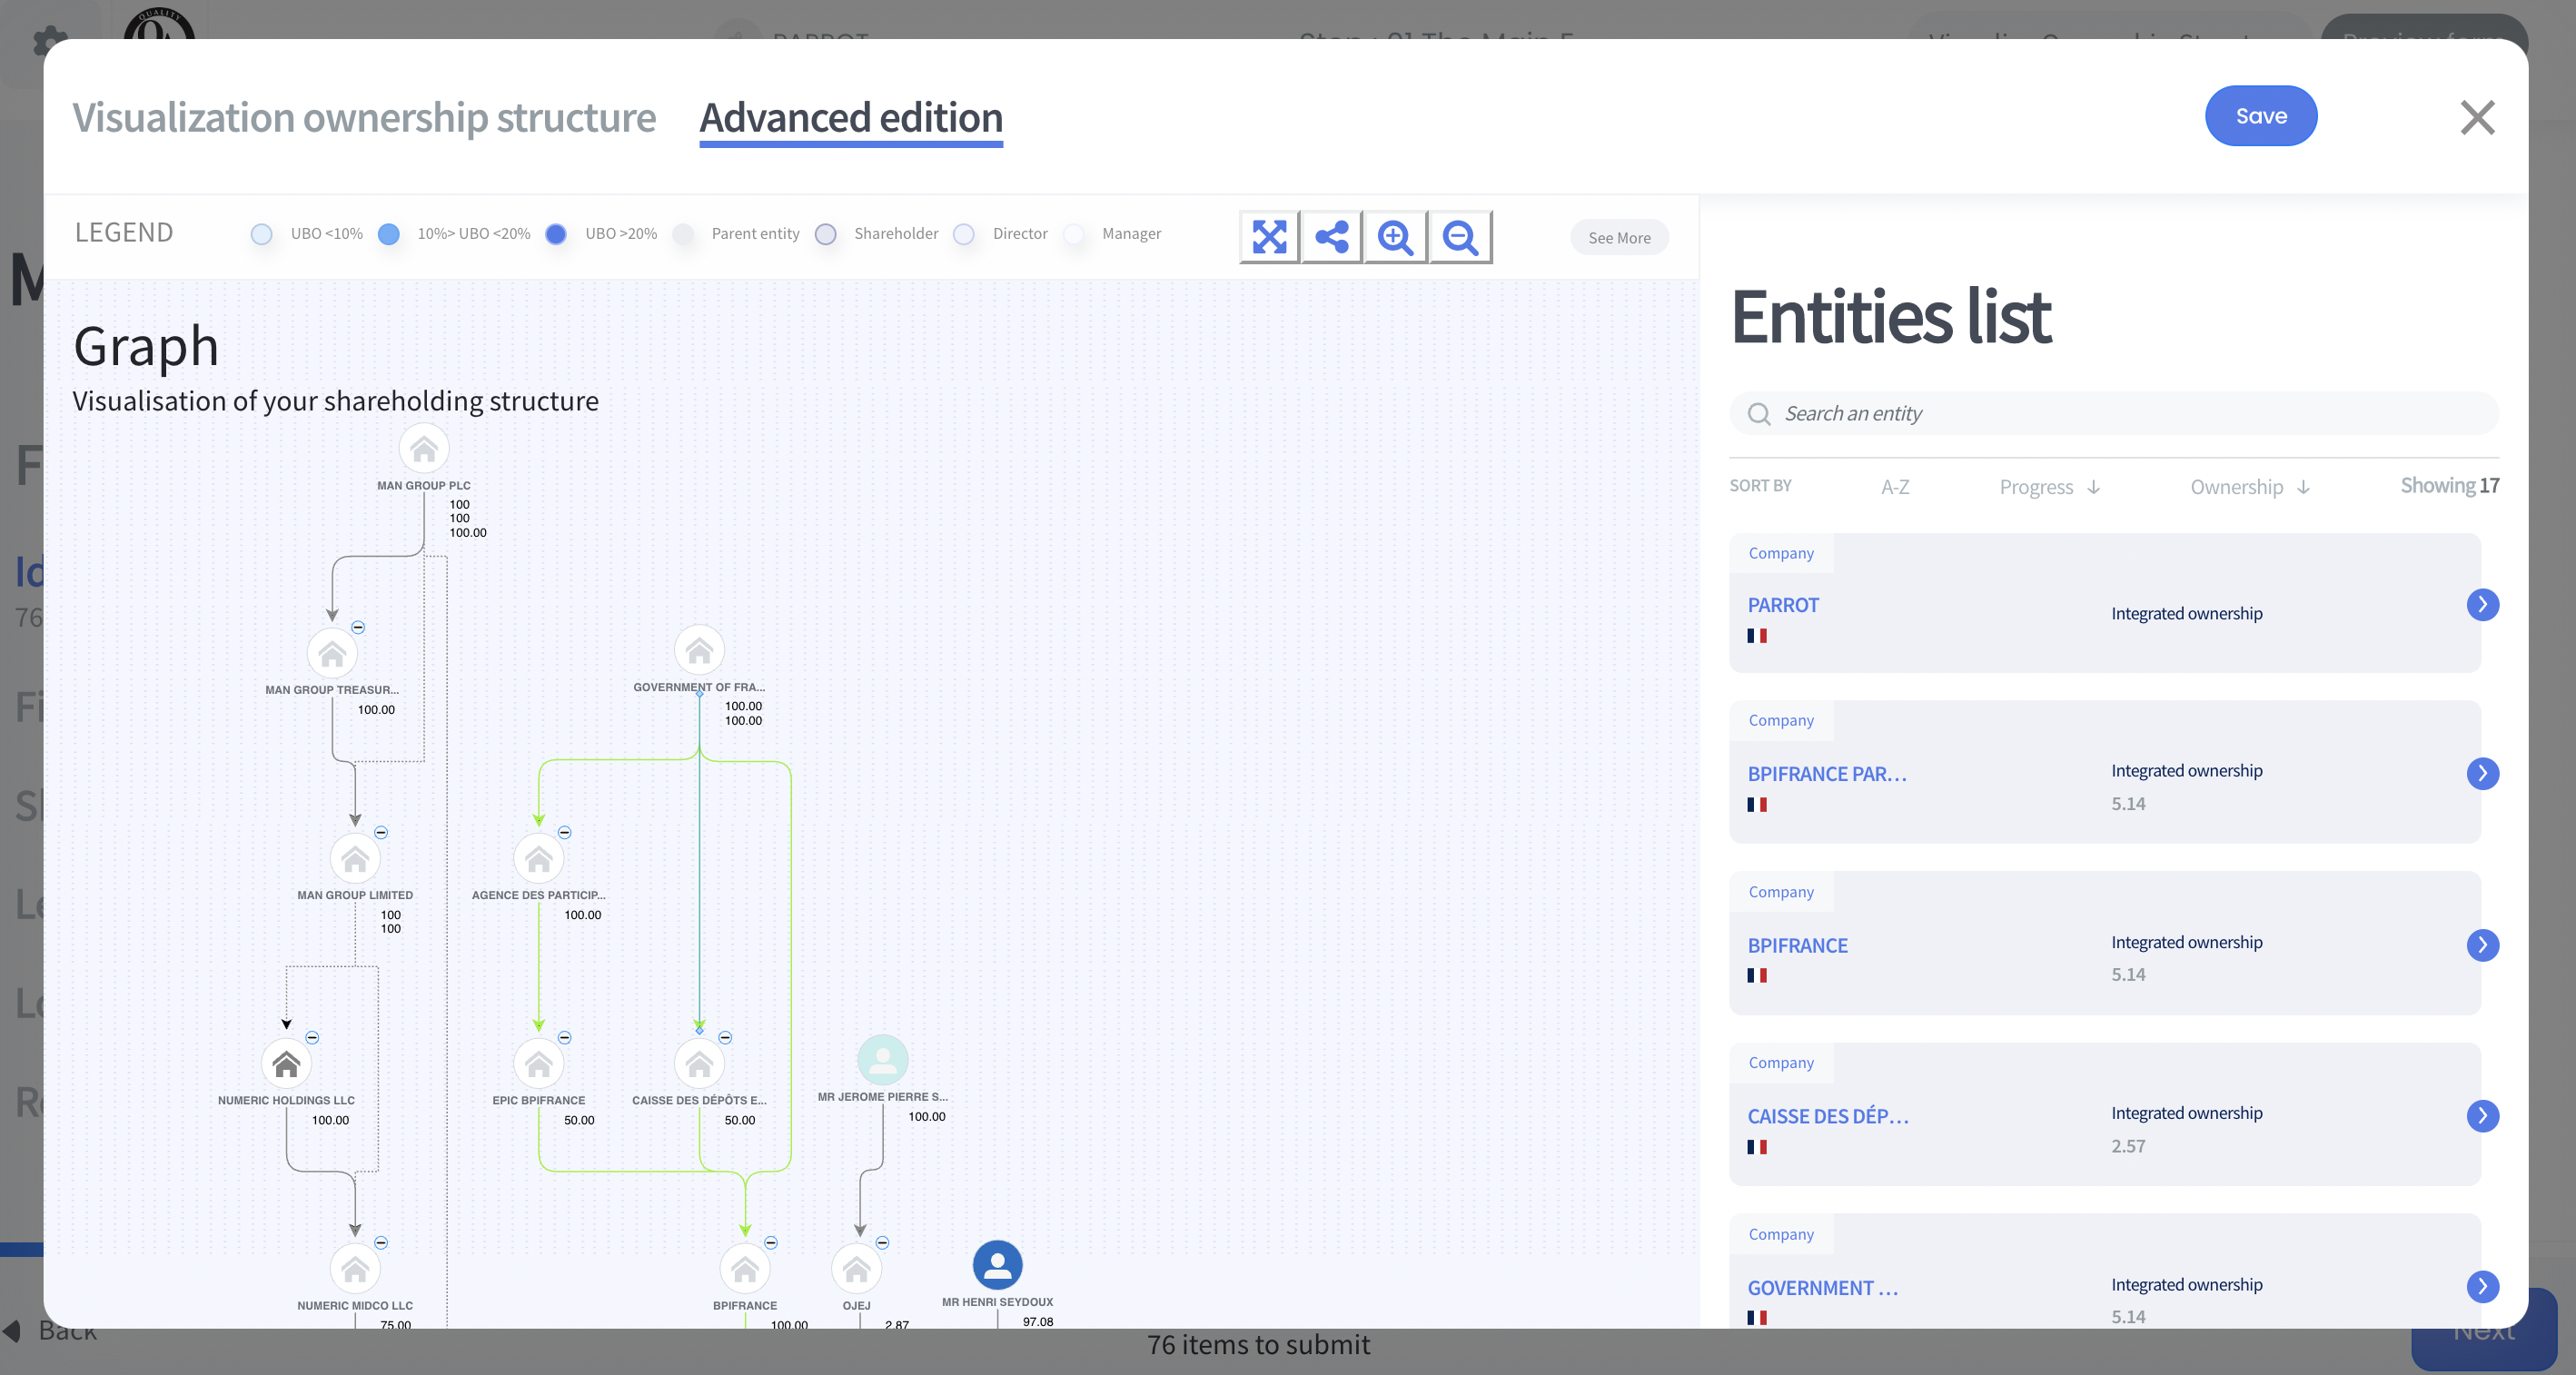 QUALITY
PARROT
Visualization ownership structure
Advanced edition
Save
LEGEND
UBO <10%
10%> UBO <20%
UBO >20%
Parent entity
Shareholder
Director
Manager
See More
Graph
Visualisation of your shareholding structure
MAN GROUP PLC
100
100
100.00
MAN GROUP TREASUR...
100.00
GOVERNMENT OF FRA...
100.00
100.00
MAN GROUP LIMITED
100
100
AGENCE DES PARTICIP...
100.00
NUMERIC HOLDINGS LLC
100.00
EPIC BPIFRANCE
50.00
CAISSE DES DÉPÔTS E...
50.00
MR JEROME PIERRE S...
100.00
NUMERIC MIDCO LLC
75.00
BPIFRANCE
100.00
OJEJ
2.87
MR HENRI SEYDOUX
97.08
Entities list
Search an entity
SORT BY
A-Z
Progress
Ownership
Showing 17
Company
PARROT
Integrated ownership
Company
BPIFRANCE PAR...
Integrated ownership
5.14
Company
BPIFRANCE
Integrated ownership
5.14
Company
CAISSE DES DÉP...
Integrated ownership
2.57
Company
GOVERNMENT ...
Integrated ownership
5.14
76
Back
76 items to submit
Next